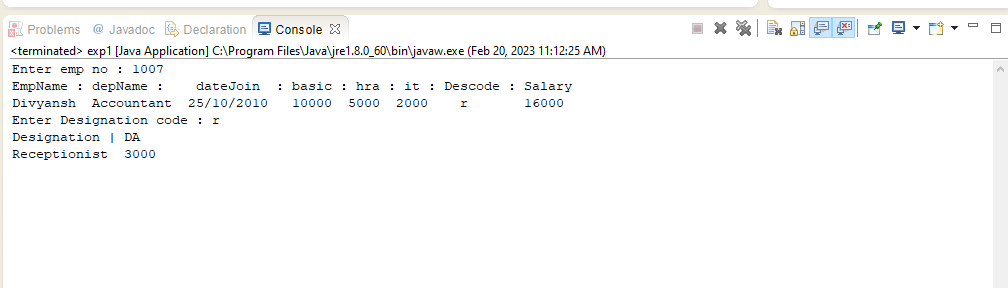 Problems @ Javadoc Declaration Console
<terminated> exp1 [Java Application] C:\Program Files\Java\jre1.8.0_60\bin\javaw.exe (Feb 20, 2023 11:12:25 AM)
Enter emp no : 1007
EmpName : depName :    dateJoin  : basic : hra : it : Descode : Salary
Divyansh  Accountant  25/10/2010   10000  5000  2000    r       16000
Enter Designation code : r
Designation | DA
Receptionist  3000